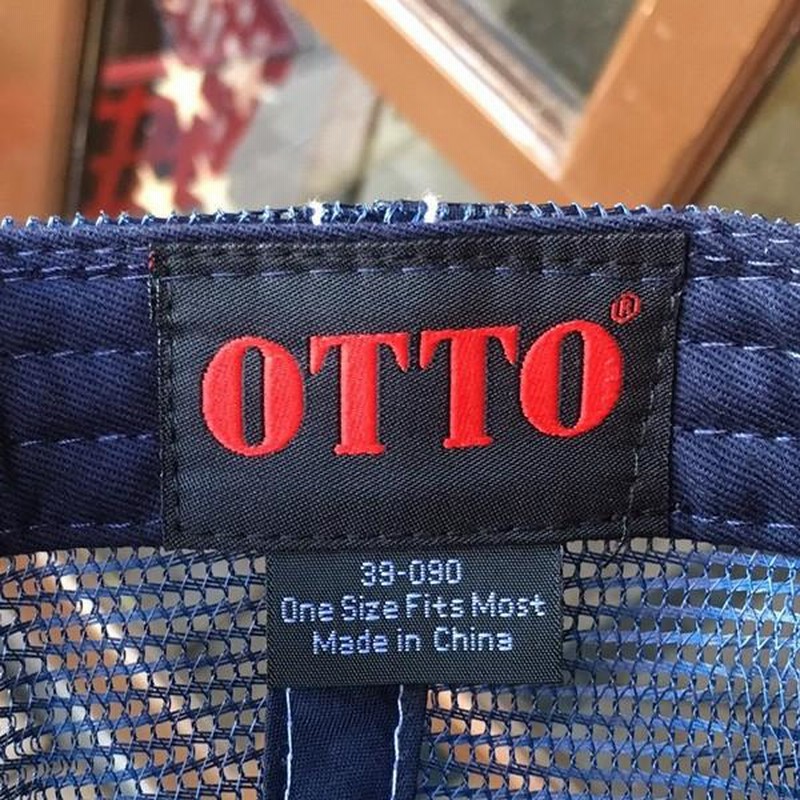 OTTO®
39-090
One Size Fits Most
Made in China